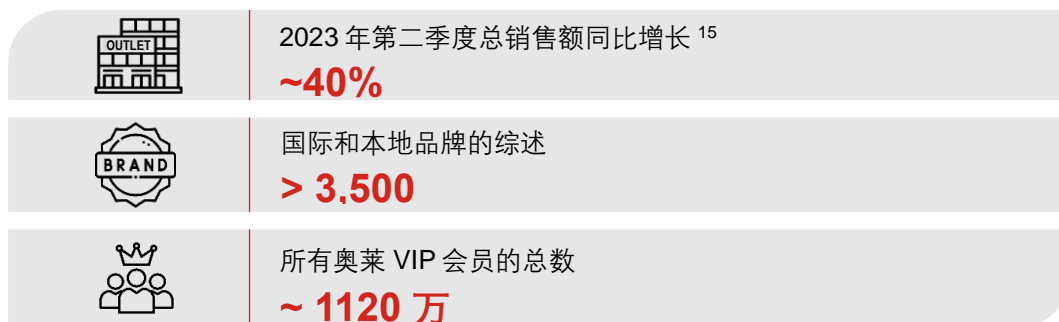 OUTLET
2023 年第二季度总销售额同比增长 15
~40%
BRAND
国际和本地品牌的综述
> 3,500
所有奥莱 VIP 会员的总数
~ 1120 万